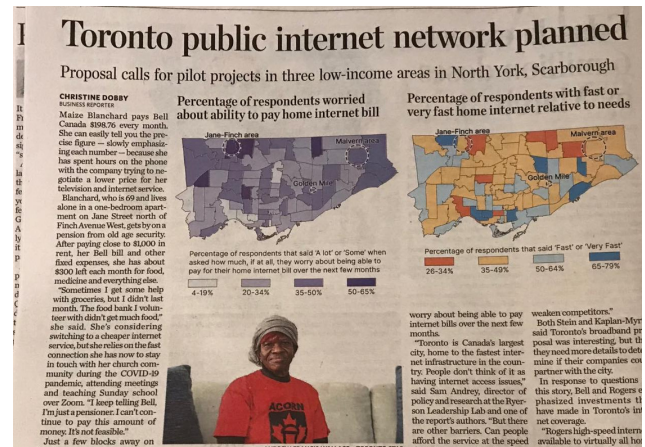 Toronto public internet network planned
Proposal calls for pilot projects in three low-income areas in North York, Scarborough
CHRISTINE DOBBY
BUSINESS REPORTER
Maize Blanchard pays Bell
Canada $198.76 every month.
She can easily tell you the pre-
cise figure — slowly emphasiz-
ing each number — because she
has spent hours on the phone
with the company trying to ne-
gotiate a lower price for her
television and internet service.
Blanchard, who is 69 and lives
alone in a one-bedroom apart-
ment on Jane Street north of
Finch Avenue West, gets by on a
pension from old age security.
After paying close to $1,000 in
rent, her Bell bill and other
fixed expenses, she has about
$300 left each month for food,
medicine and everything else.
"Sometimes I get some help
with groceries, but I didn't last
month. The food bank I volun-
teer with didn't get much food,"
she said. She's considering
switching to a cheaper internet
service, but she relies on the fast
connection she has now to stay
in touch with her church com-
munity during the COVID-19
pandemic, attending meetings
and teaching Sunday school
over Zoom. "I keep telling Bell,
I'm just a pensioner. I can't con-
tinue to pay this amount of
money. It's not feasible."
Just a few blocks away on
Percentage of respondents worried
about ability to pay home internet bill
Jane-Finch area
Malvern area
Golden Mile
Percentage of respondents that said 'A lot' or 'Some' when
asked how much, if at all, they worry about being able to
pay for their home internet bill over the next few months
4-19%
20-34%
35-50%
50-65%
Percentage of respondents with fast or
very fast home internet relative to needs
Jane-Finch area
Malvern area
Golden Mile
Percentage of respondents that said 'Fast' or 'Very Fast'
26-34%
35-49%
50-64%
65-79%
ACORN
worry about being able to pay
internet bills over the next few
months.
"Toronto is Canada's largest
city, home to the fastest inter-
net infrastructure in the coun-
try. People don't think of it as
having internet access issues,"
said Sam Andrey, director of
policy and research at the Ryer-
son Leadership Lab and one of
the report's authors. "But there
are other barriers. Can people
afford the service at the speed
weaken competitors."
Both Stein and Kaplan-Myr
said Toronto's broadband pr
posal was interesting, but th
they need more details to dete
mine if their companies cou
partner with the city.
In response to questions
this story, Bell and Rogers e
phasized investments th
have made in Toronto's int
net coverage.
"Rogers high-speed intern
available to virtually all ho